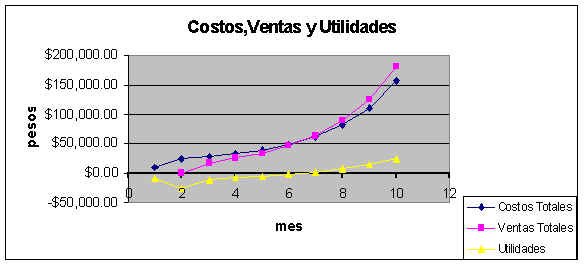 Costos,Ventas y Utilidades
$200,000.00
$150,000.00
$100,000.00
$50,000.00
$0.00
-$50,000.00
pesos
0 2 4 6 8 10 12
mes
Costos Totales
Ventas Totales
Utilidades